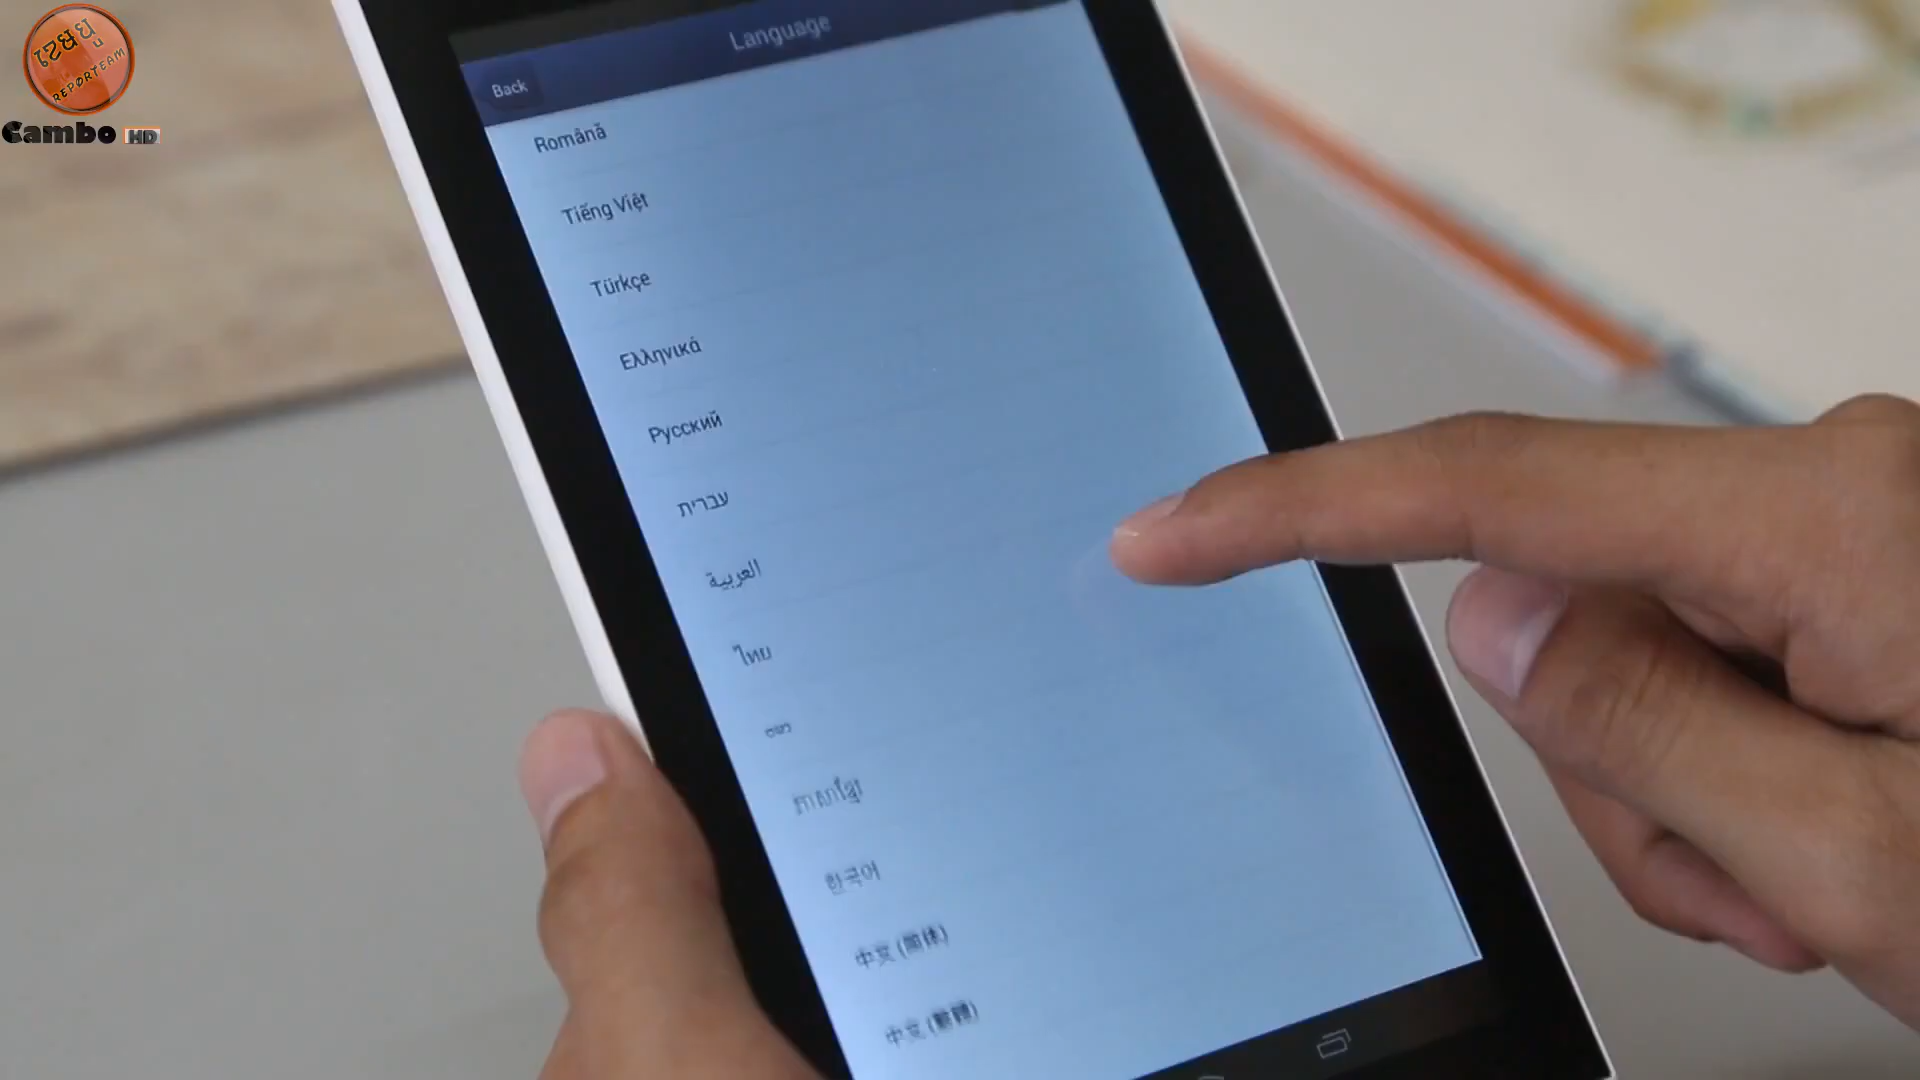 REPORTEAM
Cambo HD
Language
Back
Română
Tiếng Việt
Türkçe
Ελληνικά
Русский
עברית
العربية
ไทย
ភាសាខ្មែរ
한국어
中文 (简体)
中文 (繁體)